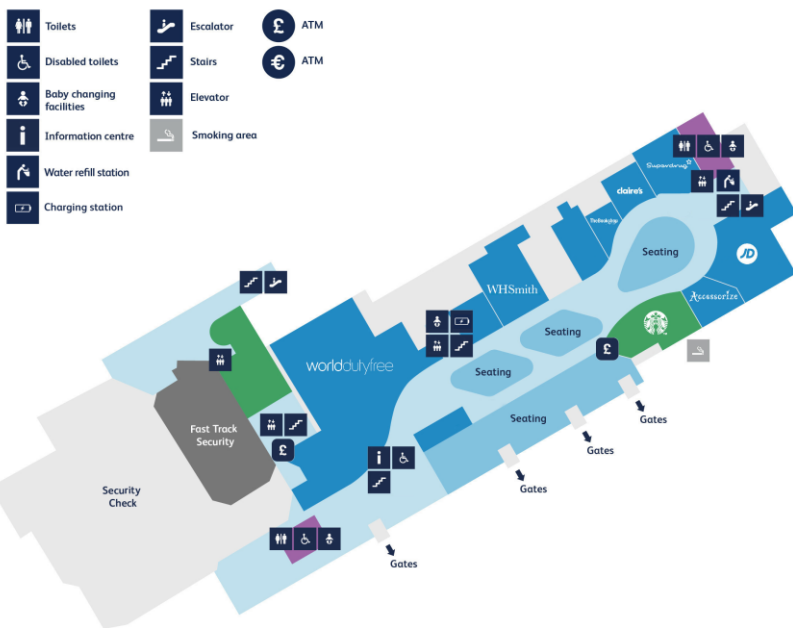 Toilets
Escalator
£
ATM
Disabled toilets
Stairs
€
ATM
Baby changing
facilities
Elevator
Information centre
Smoking area
Water refill station
Charging station
Superdrug
claire's
TheBodyShop
Seating
JD
WHSmith
Accessorize
Seating
worlddutyfree
£
Seating
Fast Track
Security
Seating
£
i
Gates
Gates
Security
Check
Gates
Gates